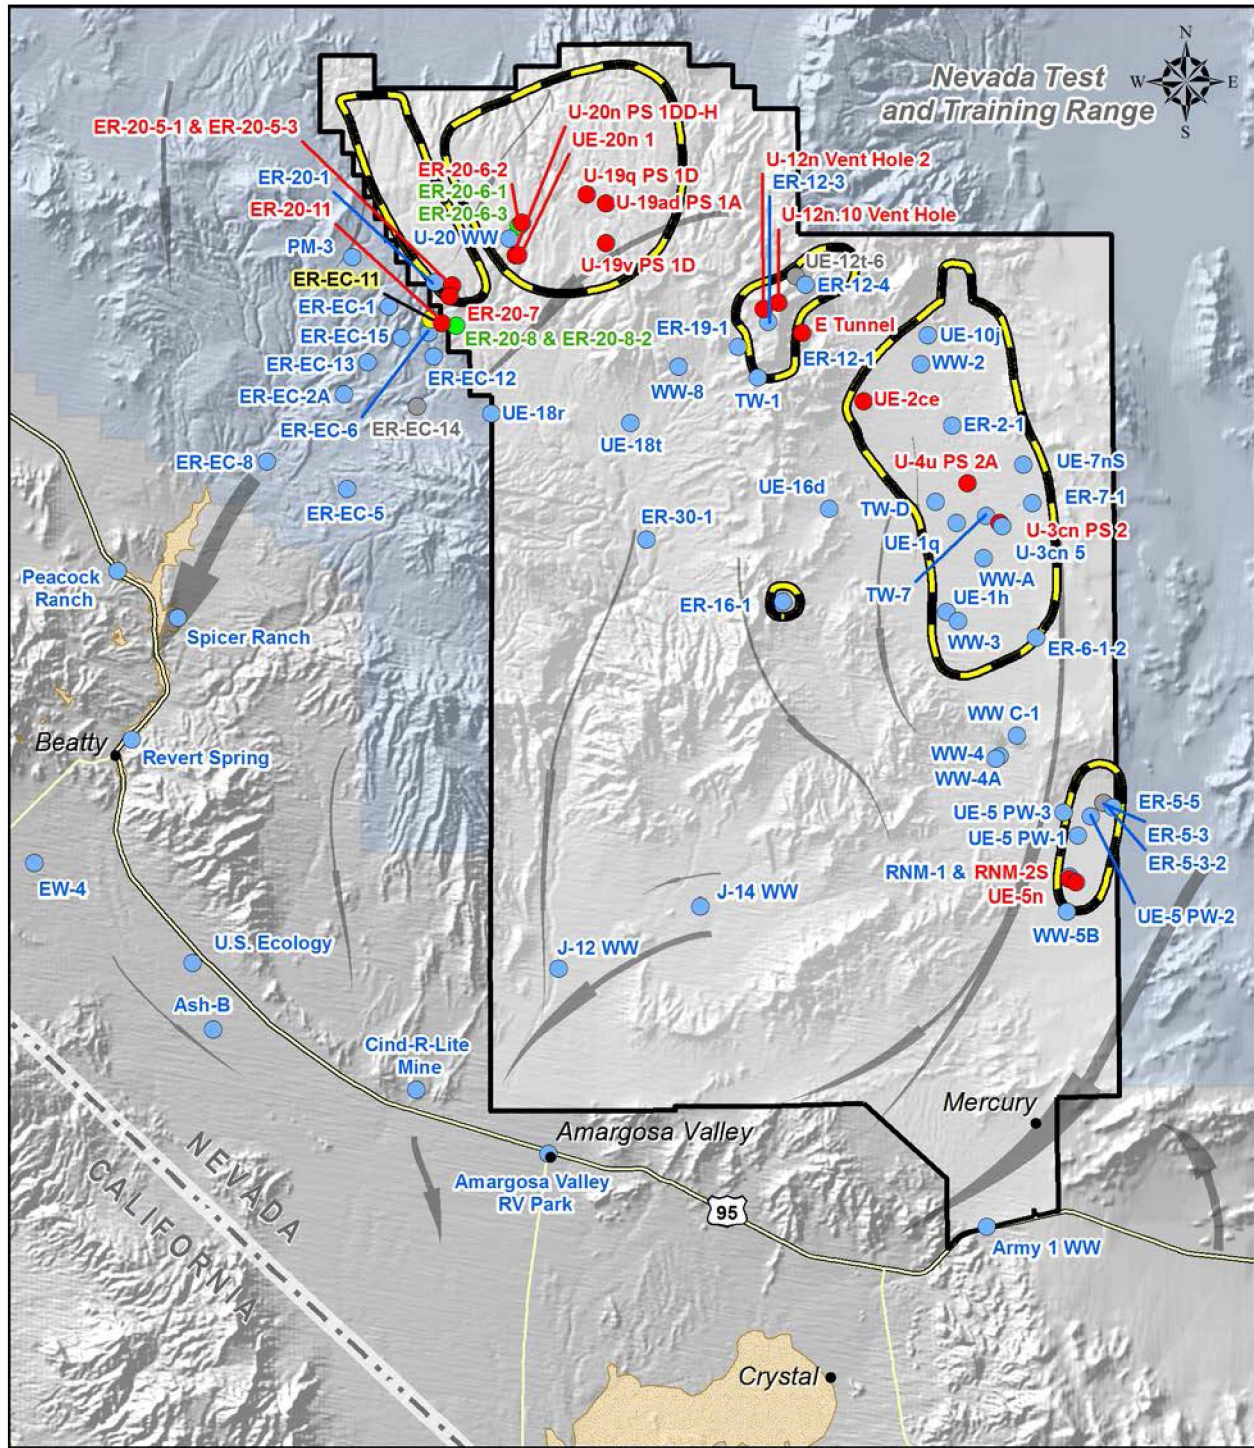 N
W
E
S
Nevada Test
and Training Range
U-20n PS 1DD-H
ER-20-5-1 & ER-20-5-3
UE-20n 1
U-12n Vent Hole 2
ER-20-6-2
U-19q PS 1D
ER-20-1
ER-20-6-1
ER-12-3
U-19ad PS 1A
ER-20-11
ER-20-6-3
U-12n.10 Vent Hole
U-20 WW
PM-3
U-19v PS 1D
UE-12t-6
ER-EC-11
ER-12-4
ER-EC-1
ER-20-7
ER-19-1
E Tunnel
ER-EC-15
ER-20-8 & ER-20-8-2
UE-10j
ER-EC-13
ER-12-1
ER-EC-12
WW-8
WW-2
TW-1
ER-EC-2A
UE-2ce
ER-EC-6
ER-EC-14
UE-18r
ER-2-1
UE-18t
ER-EC-8
UE-7nS
U-4u PS 2A
UE-16d
TW-D
ER-7-1
ER-EC-5
ER-30-1
U-3cn PS 2
UE-1q
U-3cn 5
WW-A
Peacock
Ranch
TW-7
ER-16-1
UE-1h
Spicer Ranch
WW-3
ER-6-1-2
WW C-1
Beatty
Revert Spring
WW-4
WW-4A
ER-5-5
UE-5 PW-3
UE-5 PW-1
ER-5-3
ER-5-3-2
EW-4
RNM-1 & RNM-2S
UE-5n
J-14 WW
UE-5 PW-2
WW-5B
U.S. Ecology
J-12 WW
Ash-B
Cind-R-Lite
Mine
Mercury
NEVADA
CALIFORNIA
Amargosa Valley
Amargosa Valley
RV Park
95
Army 1 WW
Crystal